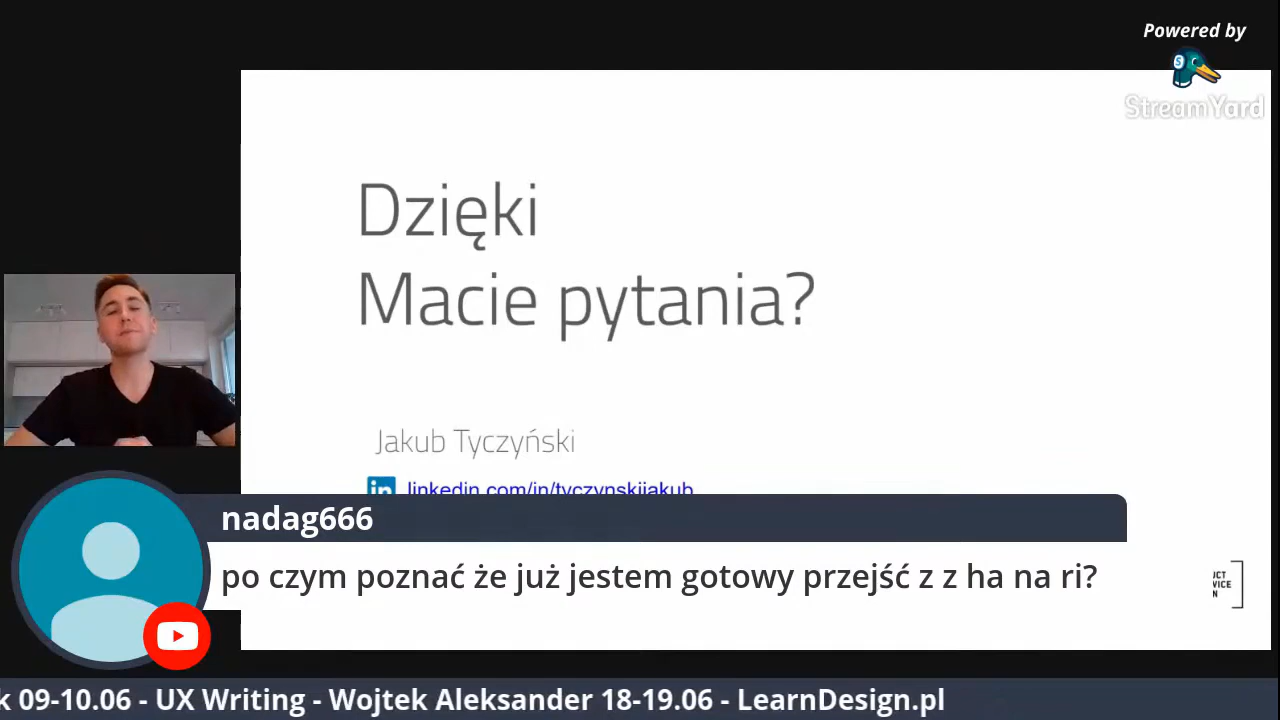 Powered by
StreamYard
Dzięki
Macie pytania?
Jakub Tyczyński
in linkedin.com/in/tyczynskijakub
nadag666
po czym poznać że już jestem gotowy przejść z z ha na ri?
k 09-10.06 - UX Writing - Wojtek Aleksander 18-19.06 - LearnDesign.pl